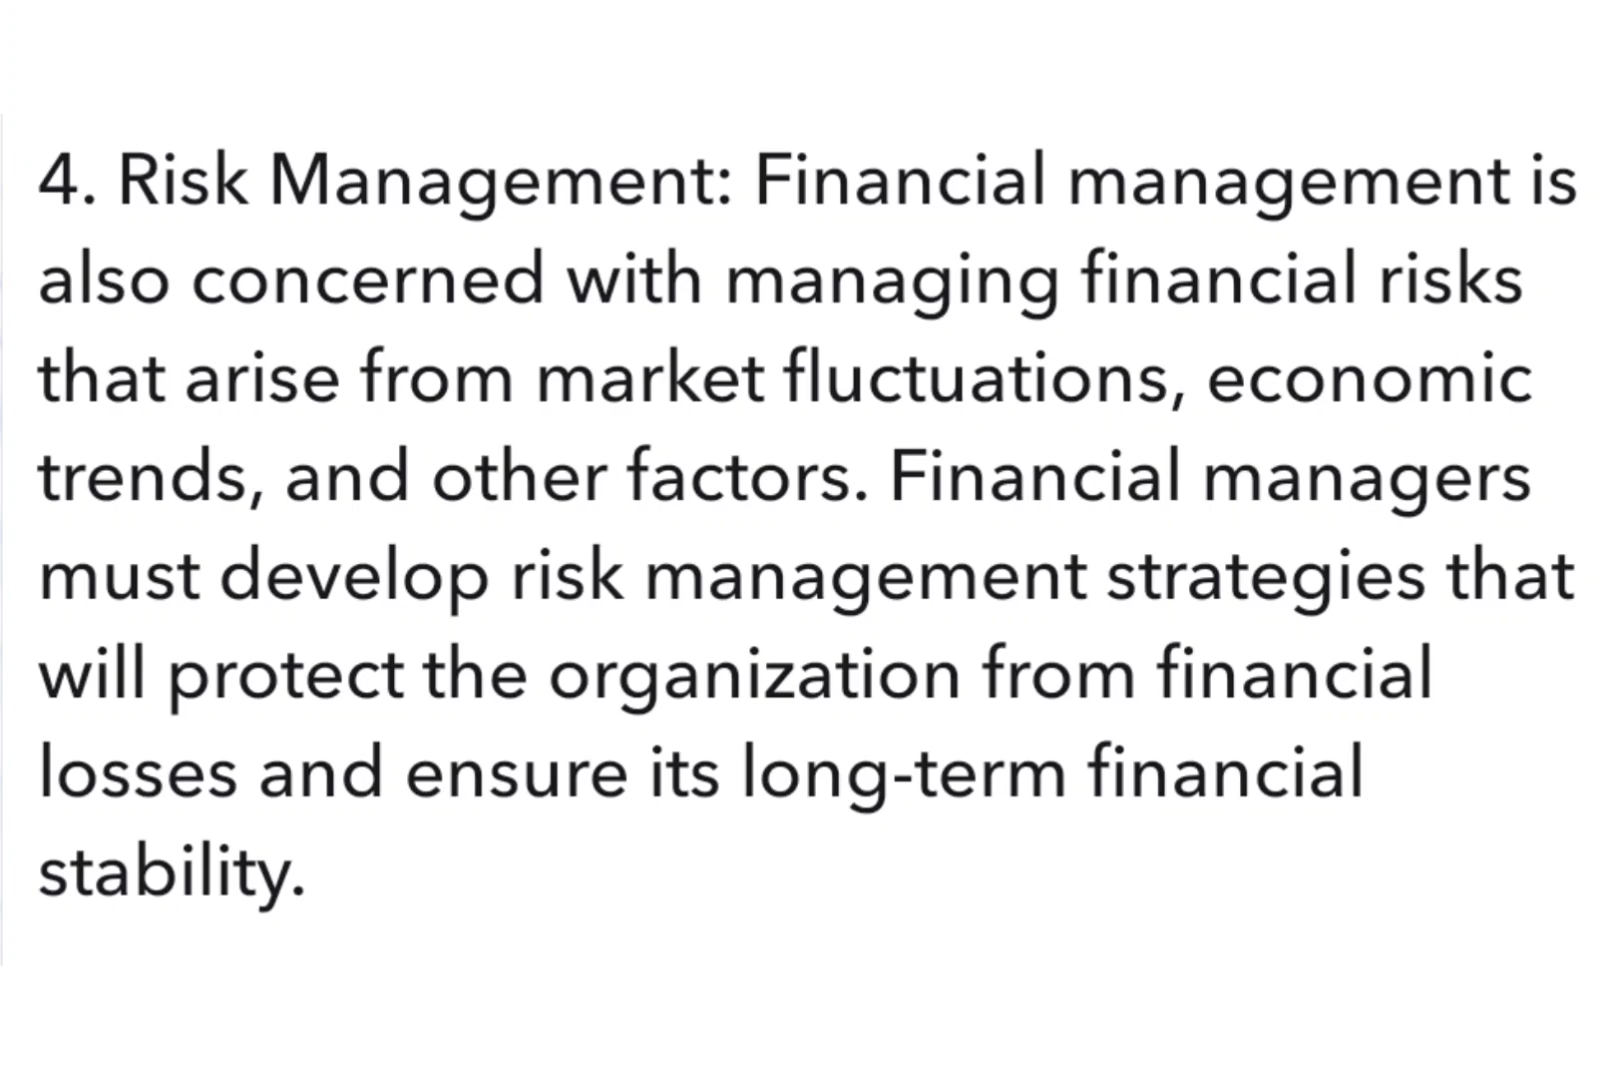 4. Risk Management: Financial management is
also concerned with managing financial risks
that arise from market fluctuations, economic
trends, and other factors. Financial managers
must develop risk management strategies that
will protect the organization from financial
losses and ensure its long-term financial
stability.